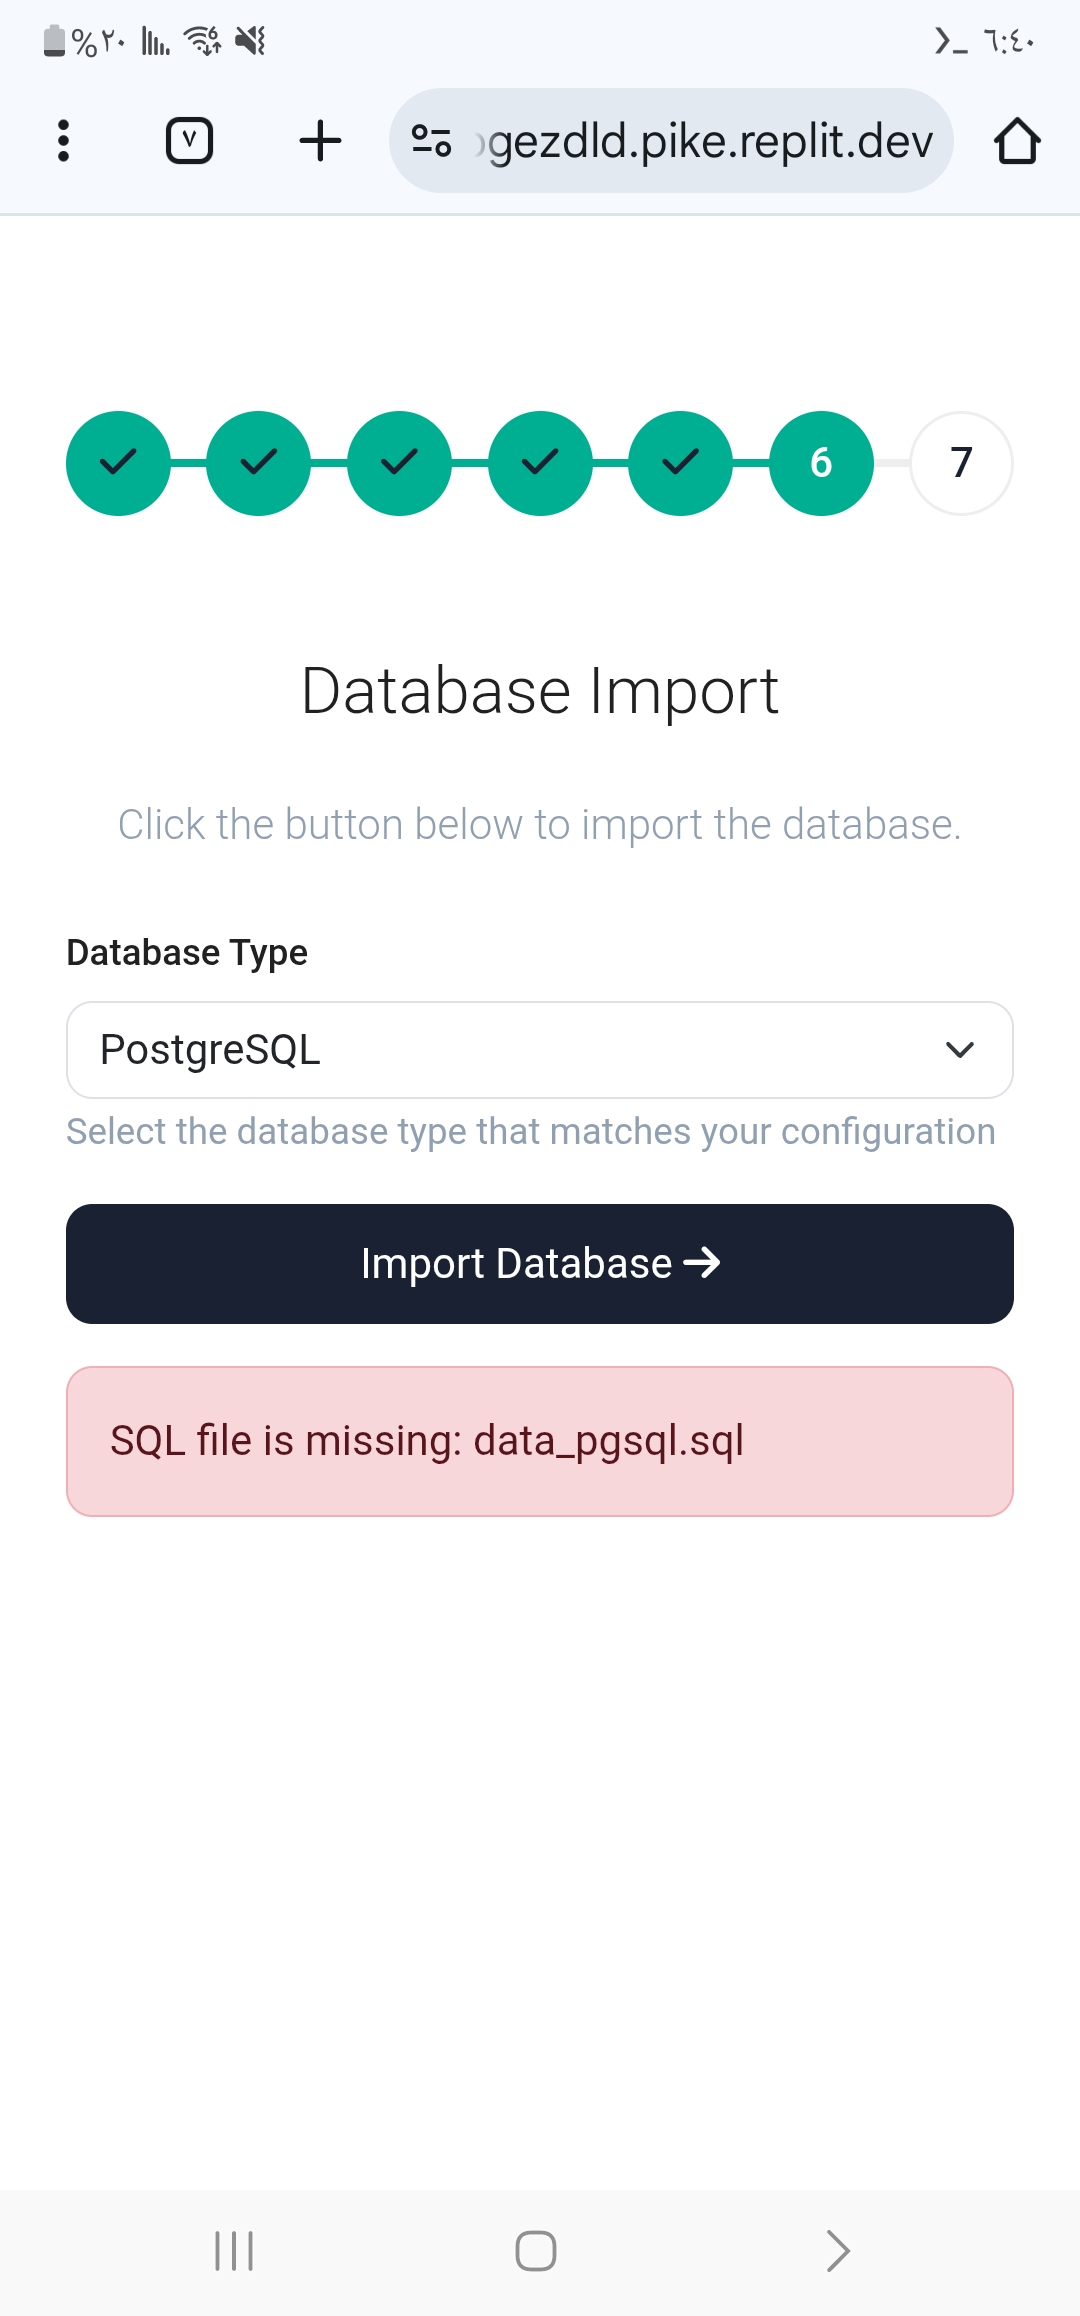 %٢٠ 6 ٦:٤٠
٧ gezdld.pike.replit.dev
6 7
Database Import
Click the button below to import the database.
Database Type
PostgreSQL
Select the database type that matches your configuration
Import Database
SQL file is missing: data_pgsql.sql